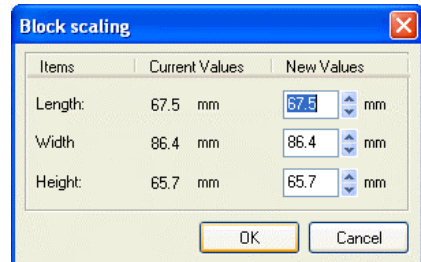 Block scaling
Items Current Values New Values
Length: 67.5 mm 67.5 mm
Width 86.4 mm 86.4 mm
Height: 65.7 mm 65.7 mm
OK Cancel